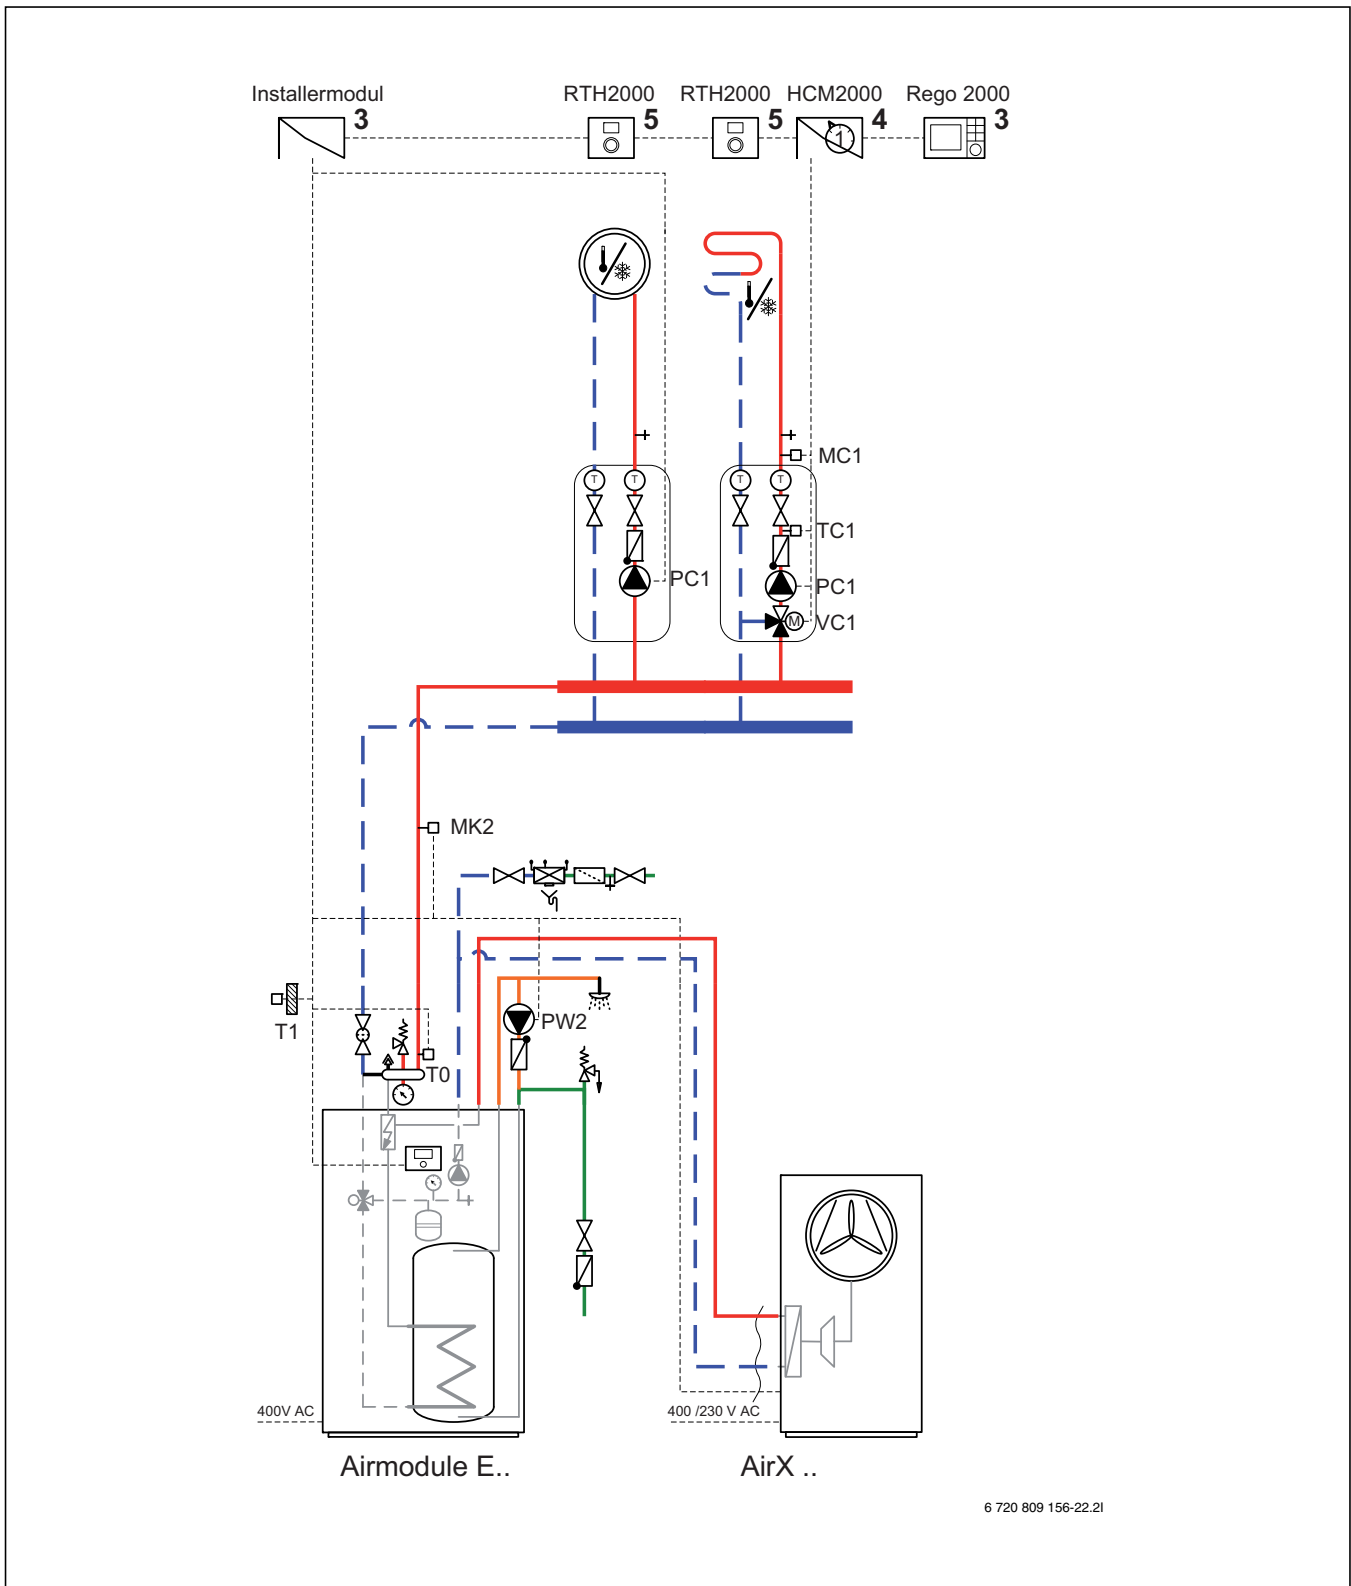 Installermodul
3
RTH2000
5
RTH2000
5
HCM2000
4
1
Rego 2000
3
T
T
T
T
MC1
TC1
PC1
PC1
M
VC1
MK2
T1
PW2
T0
400V AC
400 /230 V AC
Airmodule E..
AirX ..
6 720 809 156-22.2I